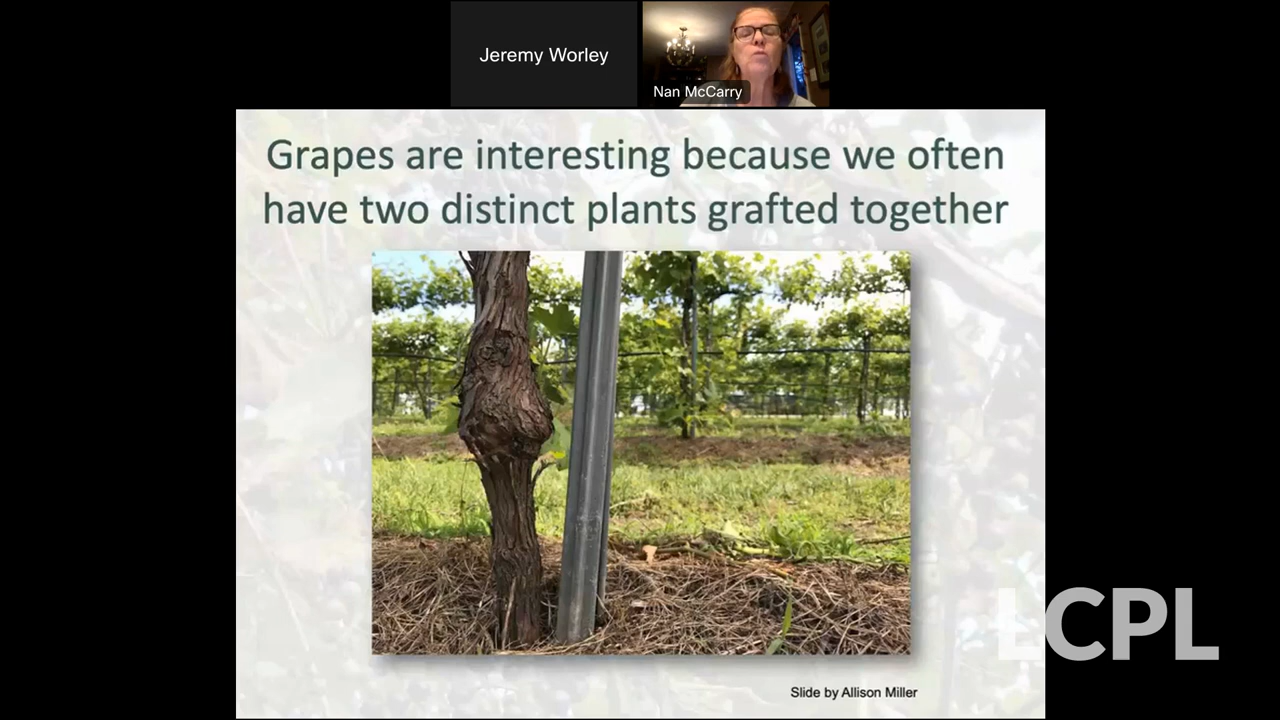 Jeremy Worley
Nan McCarry
Grapes are interesting because we often
have two distinct plants grafted together
LCPL
Slide by Allison Miller